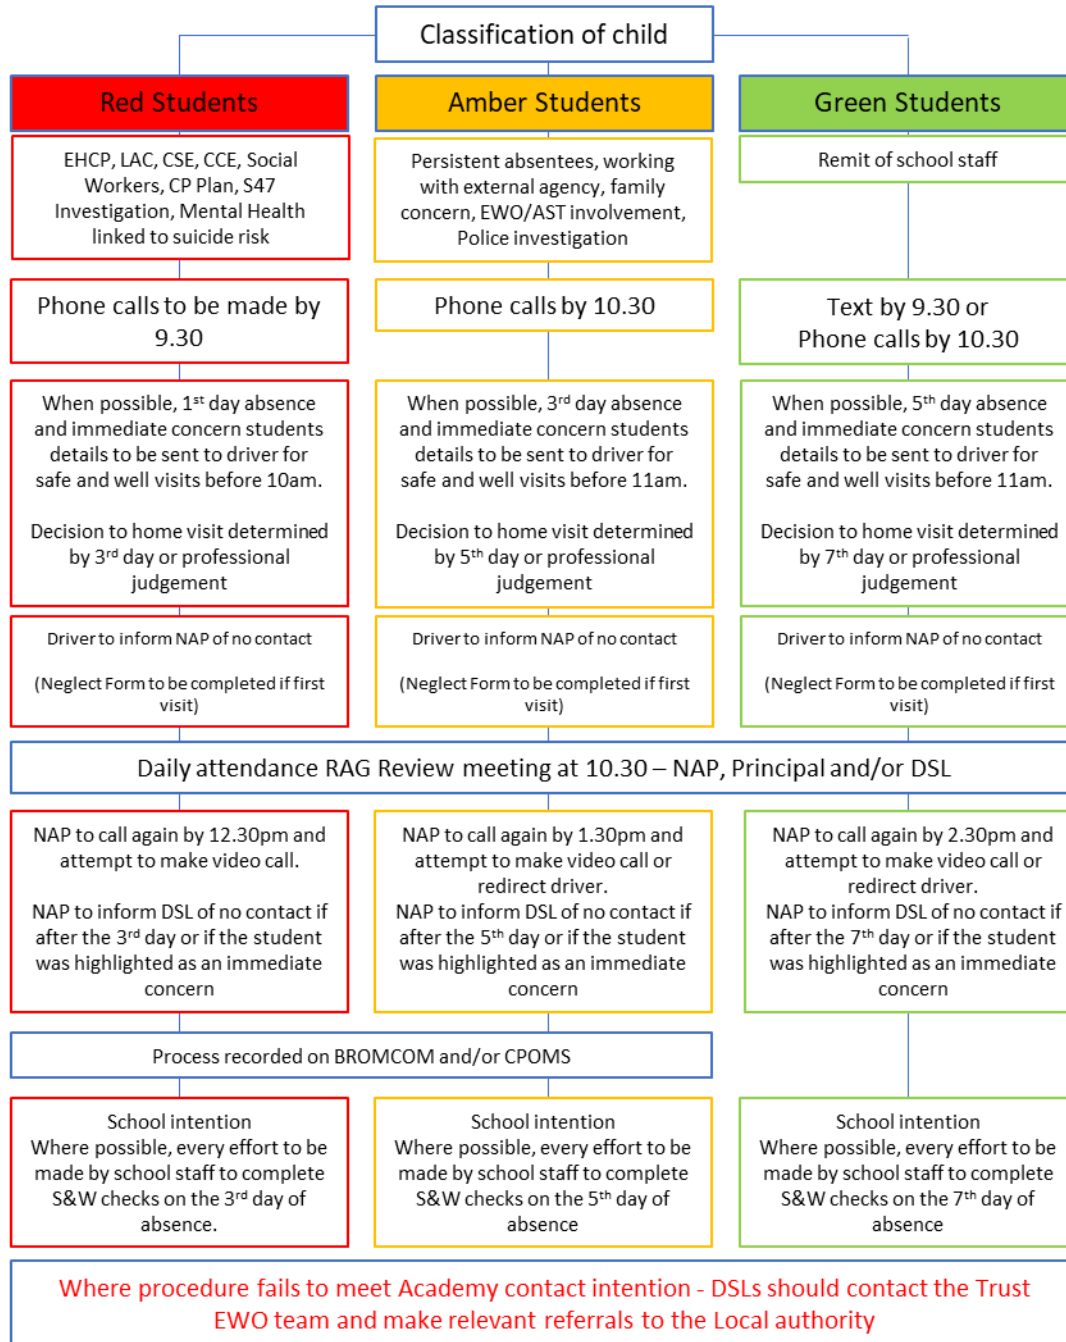 Classification of child
Red Students
Amber Students
Green Students
EHCP, LAC, CSE, CCE, Social
Workers, CP Plan, S47
Investigation, Mental Health
linked to suicide risk
Persistent absentees, working
with external agency, family
concern, EWO/AST involvement,
Police investigation
Remit of school staff
Phone calls to be made by
9.30
Phone calls by 10.30
Text by 9.30 or
Phone calls by 10.30
When possible, 1st day absence
and immediate concern students
details to be sent to driver for
safe and well visits before 10am.
Decision to home visit determined
by 3rd day or professional
judgement
When possible, 3rd day absence
and immediate concern students
details to be sent to driver for
safe and well visits before 11am.
Decision to home visit determined
by 5th day or professional
judgement
When possible, 5th day absence
and immediate concern students
details to be sent to driver for
safe and well visits before 11am.
Decision to home visit determined
by 7th day or professional
judgement
Driver to inform NAP of no contact
(Neglect Form to be completed if first
visit)
Driver to inform NAP of no contact
(Neglect Form to be completed if first
visit)
Driver to inform NAP of no contact
(Neglect Form to be completed if first
visit)
Daily attendance RAG Review meeting at 10.30 – NAP, Principal and/or DSL
NAP to call again by 12.30pm and
attempt to make video call.
NAP to inform DSL of no contact if
after the 3rd day or if the student
was highlighted as an immediate
concern
NAP to call again by 1.30pm and
attempt to make video call or
redirect driver.
NAP to inform DSL of no contact if
after the 5th day or if the student
was highlighted as an immediate
concern
NAP to call again by 2.30pm and
attempt to make video call or
redirect driver.
NAP to inform DSL of no contact if
after the 7th day or if the student
was highlighted as an immediate
concern
Process recorded on BROMCOM and/or CPOMS
School intention
Where possible, every effort to be
made by school staff to complete
S&W checks on the 3rd day of
absence.
School intention
Where possible, every effort to be
made by school staff to complete
S&W checks on the 5th day of
absence
School intention
Where possible, every effort to be
made by school staff to complete
S&W checks on the 7th day of
absence
Where procedure fails to meet Academy contact intention - DSLs should contact the Trust
EWO team and make relevant referrals to the Local authority